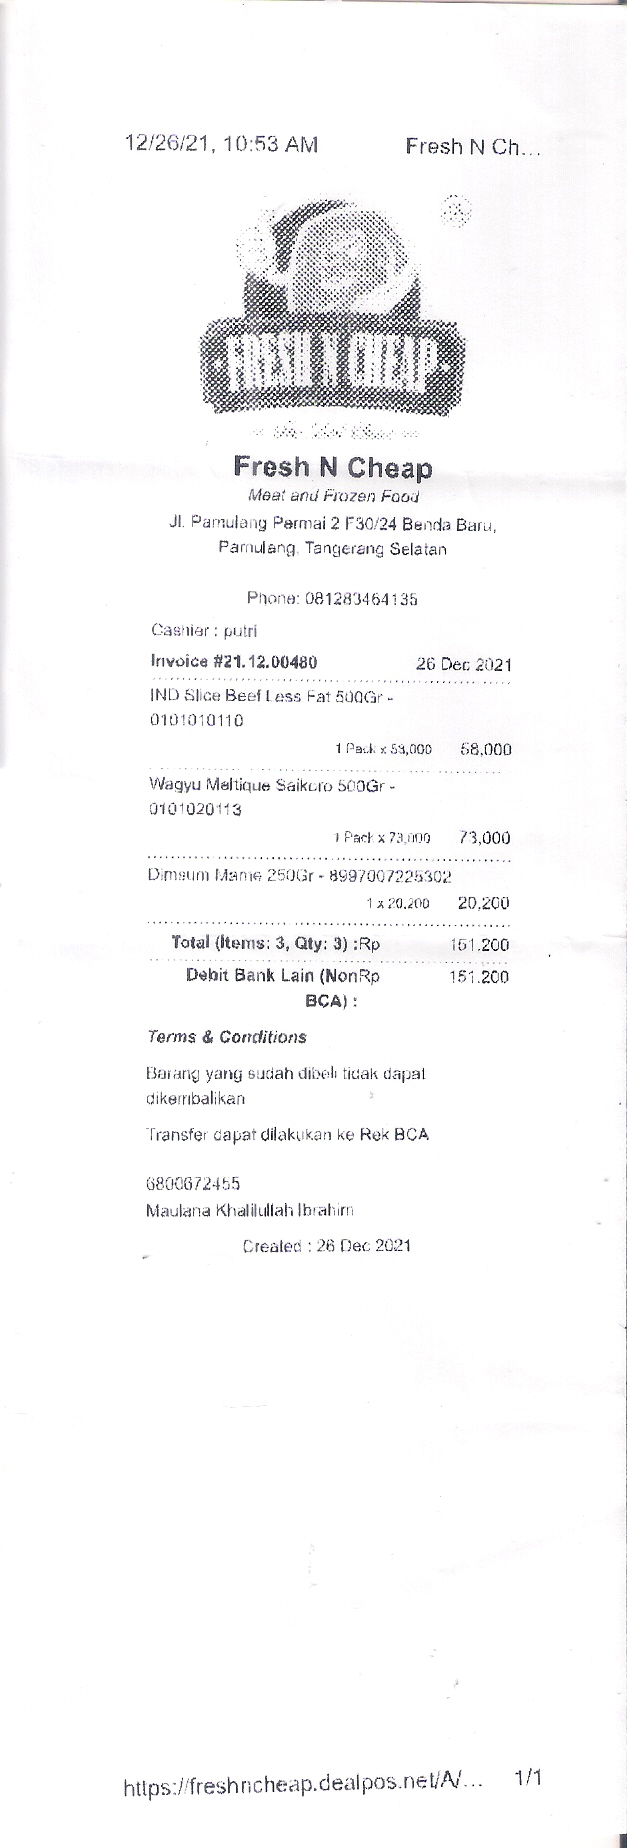 12/26/21, 10:53 AM Fresh N Ch...
FRESH N CHEAP
Fresh N Cheap
Meat and Frozen Food
Jl. Pamulang Permai 2 F30/24 Benda Baru,
Pamulang, Tangerang Selatan
Phone: 081283464135
Cashier : putri
Invoice #21.12.00480 26 Dec 2021
IND Slice Beef Less Fat 500Gr -
0101010110
1 Pack x 58,000 58,000
Wagyu Meltique Saikoro 500Gr -
0101020113
1 Pack x 73,000 73,000
Dimsum Mame 250Gr - 8997007225302
1 x 20,200 20,200
Total (Items: 3, Qty: 3) :Rp 151,200
Debit Bank Lain (NonRp 151,200
BCA) :
Terms & Conditions
Barang yang sudah dibeli tidak dapat
dikembalikan
Transfer dapat dilakukan ke Rek BCA
6800672455
Maulana Khalilullah Ibrahim
Created : 26 Dec 2021
https://freshncheap.dealpos.net/A/... 1/1